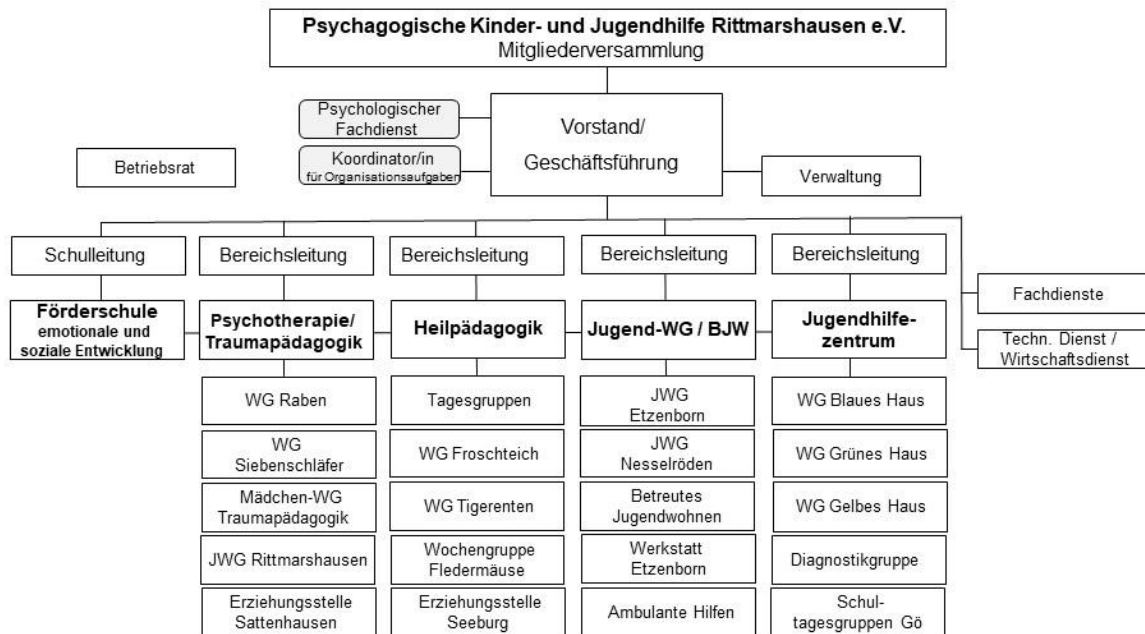 Psychagogische Kinder- und Jugendhilfe Rittmarshausen e.V.
Mitgliederversammlung
Psychologischer
Fachdienst
Vorstand/
Geschäftsführung
Koordinator/in
für Organisationsaufgaben
Betriebsrat
Verwaltung
Schulleitung
Bereichsleitung
Bereichsleitung
Bereichsleitung
Bereichsleitung
Fachdienste
Techn. Dienst /
Wirtschaftsdienst
Förderschule
emotionale und
soziale Entwicklung
Psychotherapie/
Traumapädagogik
Heilpädagogik
Jugend-WG / BJW
Jugendhilfe-
zentrum
WG Raben
WG
Siebenschläfer
Mädchen-WG
Traumapädagogik
JWG Rittmarshausen
Erziehungsstelle
Sattenhausen
Tagesgruppen
WG Froschteich
WG Tigerenten
Wochengruppe
Fledermäuse
Erziehungsstelle
Seeburg
JWG
Etzenborn
JWG
Nesselröden
Betreutes
Jugendwohnen
Werkstatt
Etzenborn
Ambulante Hilfen
WG Blaues Haus
WG Grünes Haus
WG Gelbes Haus
Diagnostikgruppe
Schul-
tagesgruppen Gö